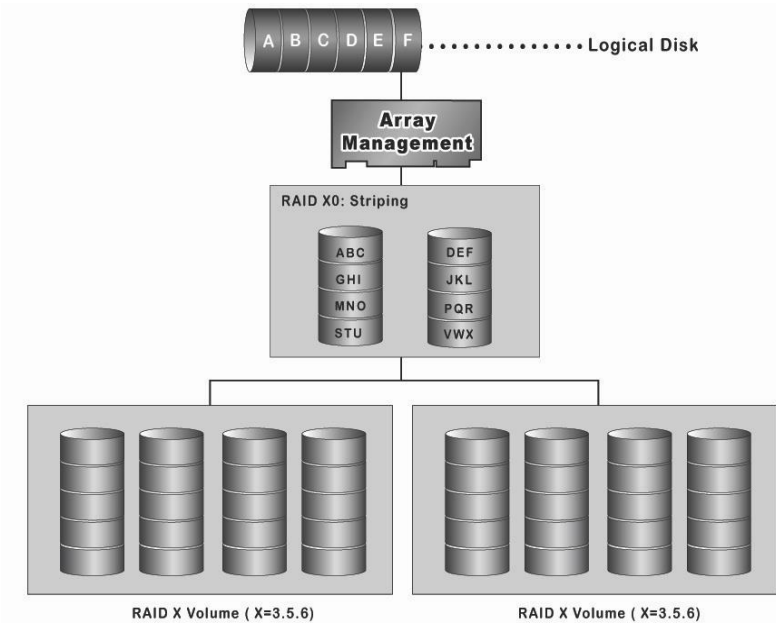 A B C D E F
Logical Disk
Array
Management
RAID X0: Striping
ABC DEF
GHI JKL
MNO PQR
STU VWX
RAID X Volume ( X=3.5.6) RAID X Volume ( X=3.5.6)